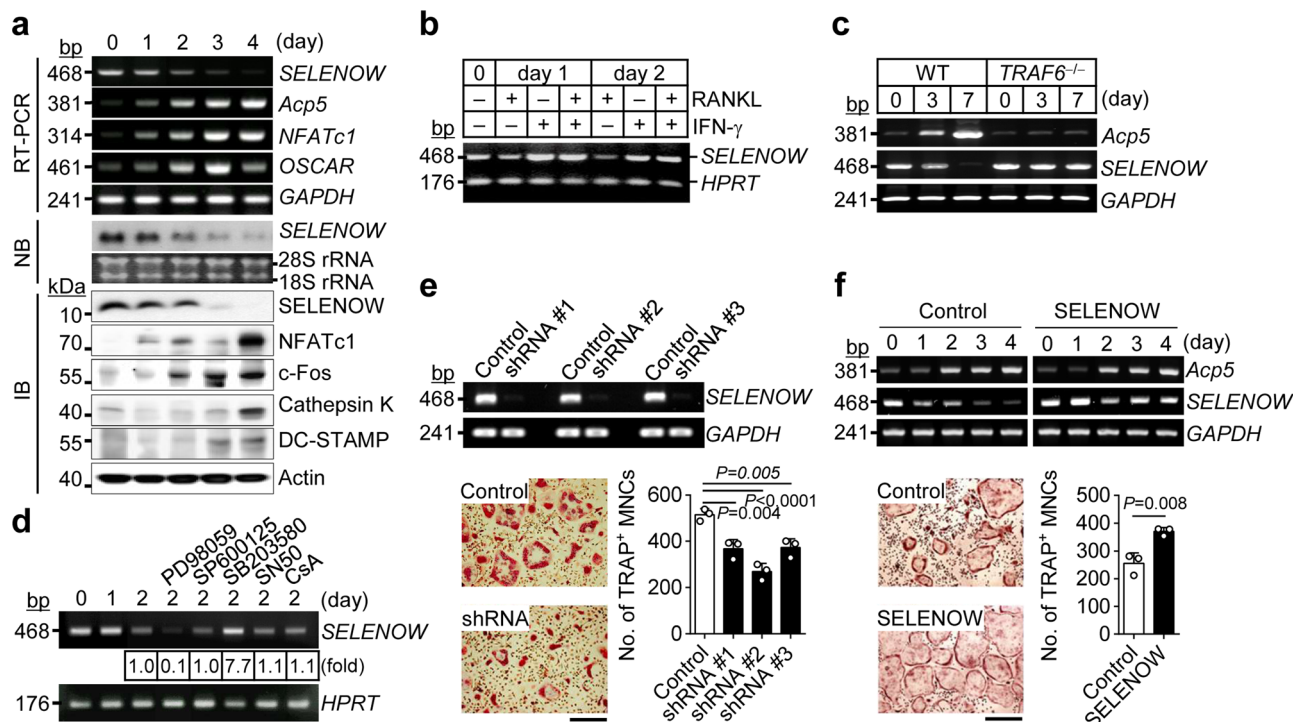 a
bp 0 1 2 3 4 (day)
RT-PCR
468 SELENOW
381 Acp5
314 NFATc1
461 OSCAR
241 GAPDH
NB
SELENOW
28S rRNA
18S rRNA
kDa
IB
10 SELENOW
70 NFATc1
55 c-Fos
40 Cathepsin K
55 DC-STAMP
40 Actin
b
0 day 1 day 2
– + – + + – + RANKL
bp – – + + – + + IFN-γ
468 SELENOW
176 HPRT
c
WT TRAF6–/–
bp 0 3 7 0 3 7 (day)
381 Acp5
468 SELENOW
241 GAPDH
d
PD98059
SP600125
SB203580
SN50
CsA
bp 0 1 2 2 2 2 2 2 (day)
468 SELENOW
1.0 0.1 1.0 7.7 1.1 1.1 (fold)
176 HPRT
e
Control
shRNA #1
Control
shRNA #2
Control
shRNA #3
bp
468 SELENOW
241 GAPDH
Control
shRNA
No. of TRAP+ MNCs
600
400
200
0
P=0.005
P<0.0001
P=0.004
Control
shRNA #1
shRNA #2
shRNA #3
f
Control SELENOW
bp 0 1 2 3 4 (day) 0 1 2 3 4
381 Acp5
468 SELENOW
241 GAPDH
Control
SELENOW
No. of TRAP+ MNCs
500
400
300
200
100
0
P=0.008
Control
SELENOW